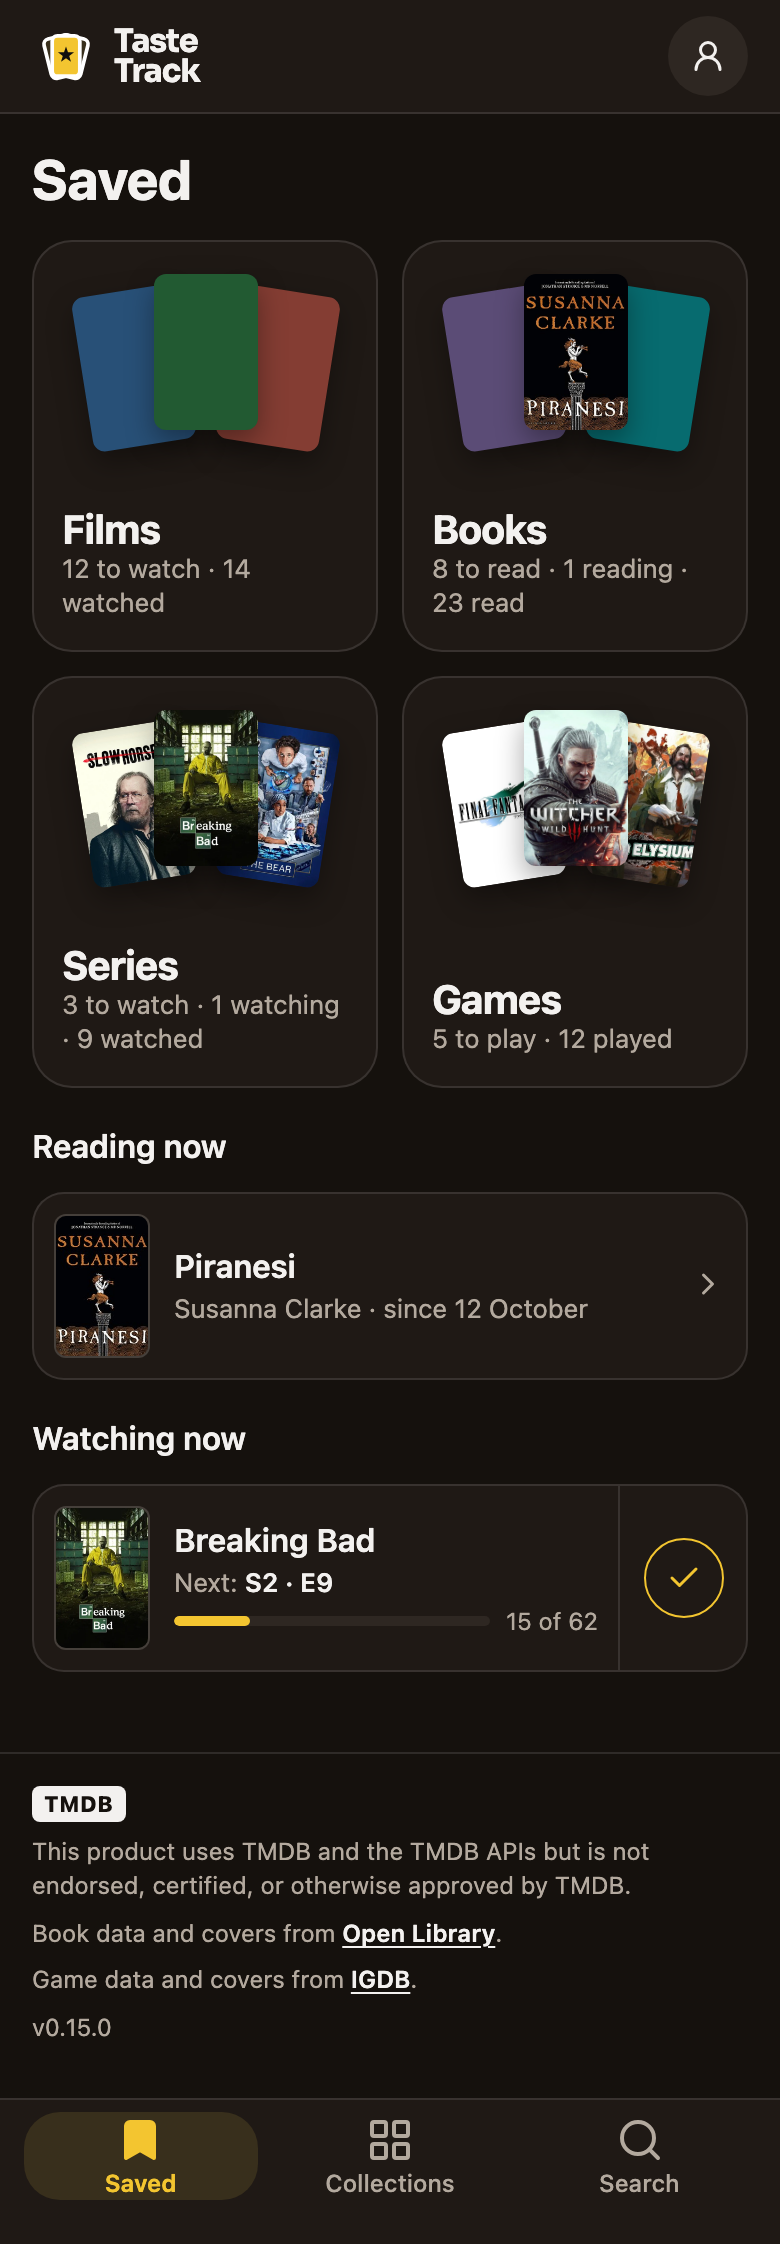 Taste
Track
Saved
SUSANNA
CLARKE
PIRANESI
Films
12 to watch · 14
watched
Books
8 to read · 1 reading ·
23 read
SLOW HORSE
Breaking
Bad
THE BEAR
FINAL FANTA
THE
WITCHER
WILD HUNT
ELYSIUM
Series
3 to watch · 1 watching
· 9 watched
Games
5 to play · 12 played
Reading now
SUSANNA
CLARKE
PIRANESI
Piranesi
Susanna Clarke · since 12 October
Watching now
Breaking
Bad
Breaking Bad
Next: S2 · E9
15 of 62
TMDB
This product uses TMDB and the TMDB APIs but is not
endorsed, certified, or otherwise approved by TMDB.
Book data and covers from Open Library.
Game data and covers from IGDB.
v0.15.0
Saved
Collections
Search